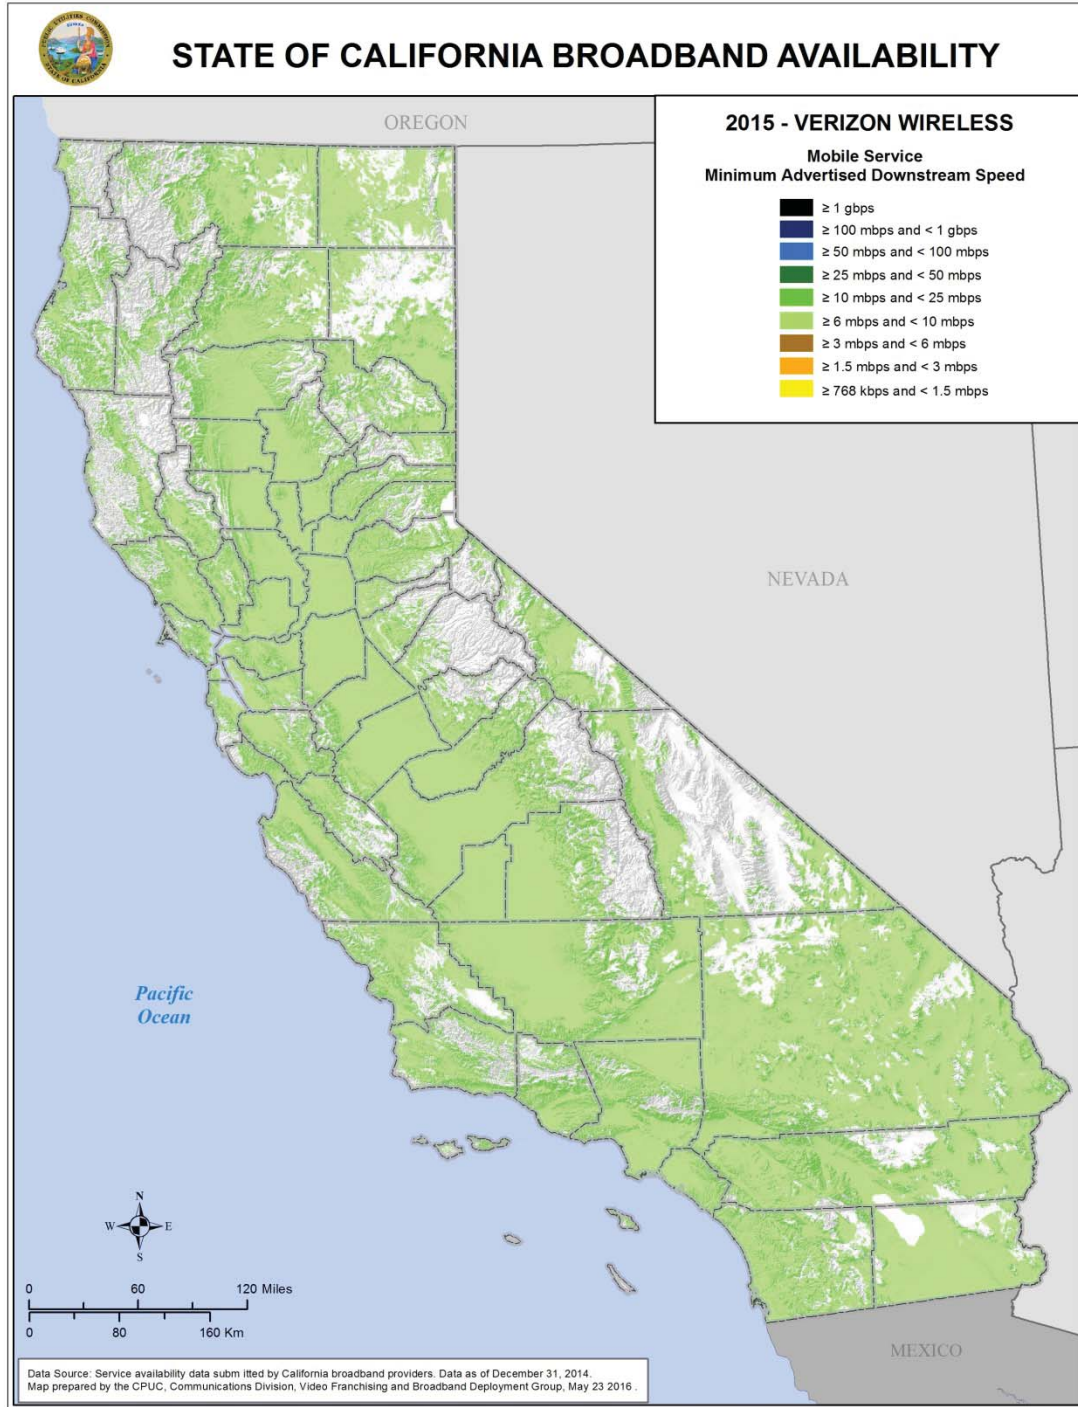 STATE OF CALIFORNIA BROADBAND AVAILABILITY
OREGON
2015 - VERIZON WIRELESS
Mobile Service
Minimum Advertised Downstream Speed
≥ 1 gbps
≥ 100 mbps and < 1 gbps
≥ 50 mbps and < 100 mbps
≥ 25 mbps and < 50 mbps
≥ 10 mbps and < 25 mbps
≥ 6 mbps and < 10 mbps
≥ 3 mbps and < 6 mbps
≥ 1.5 mbps and < 3 mbps
≥ 768 kbps and < 1.5 mbps
NEVADA
Pacific
Ocean
N
W E
S
0 60 120 Miles
0 80 160 Km
MEXICO
Data Source: Service availability data subm itted by California broadband providers. Data as of December 31, 2014.
Map prepared by the CPUC, Communications Division, Video Franchising and Broadband Deployment Group, May 23 2016 .